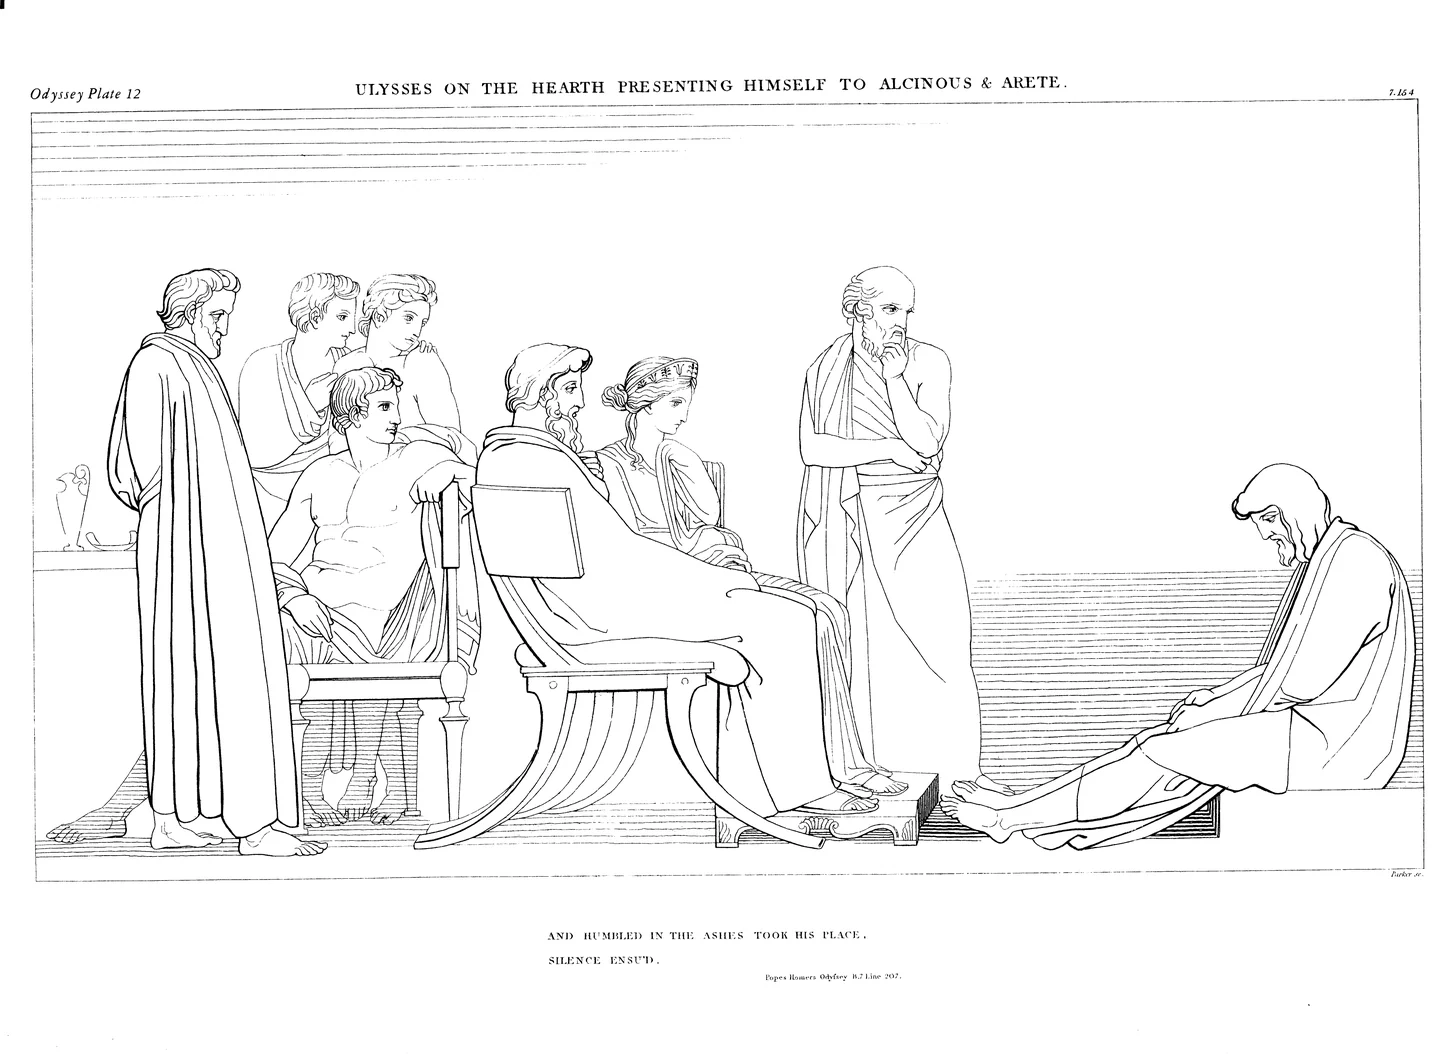 Odyssey Plate 12
ULYSSES ON THE HEARTH PRESENTING HIMSELF TO ALCINOUS & ARETE.
7.154
Parker sc.
AND HUMBLED IN THE ASHES TOOK HIS PLACE.
SILENCE ENSU'D.
Popes Homers Odyſsey B.7 Line 207.